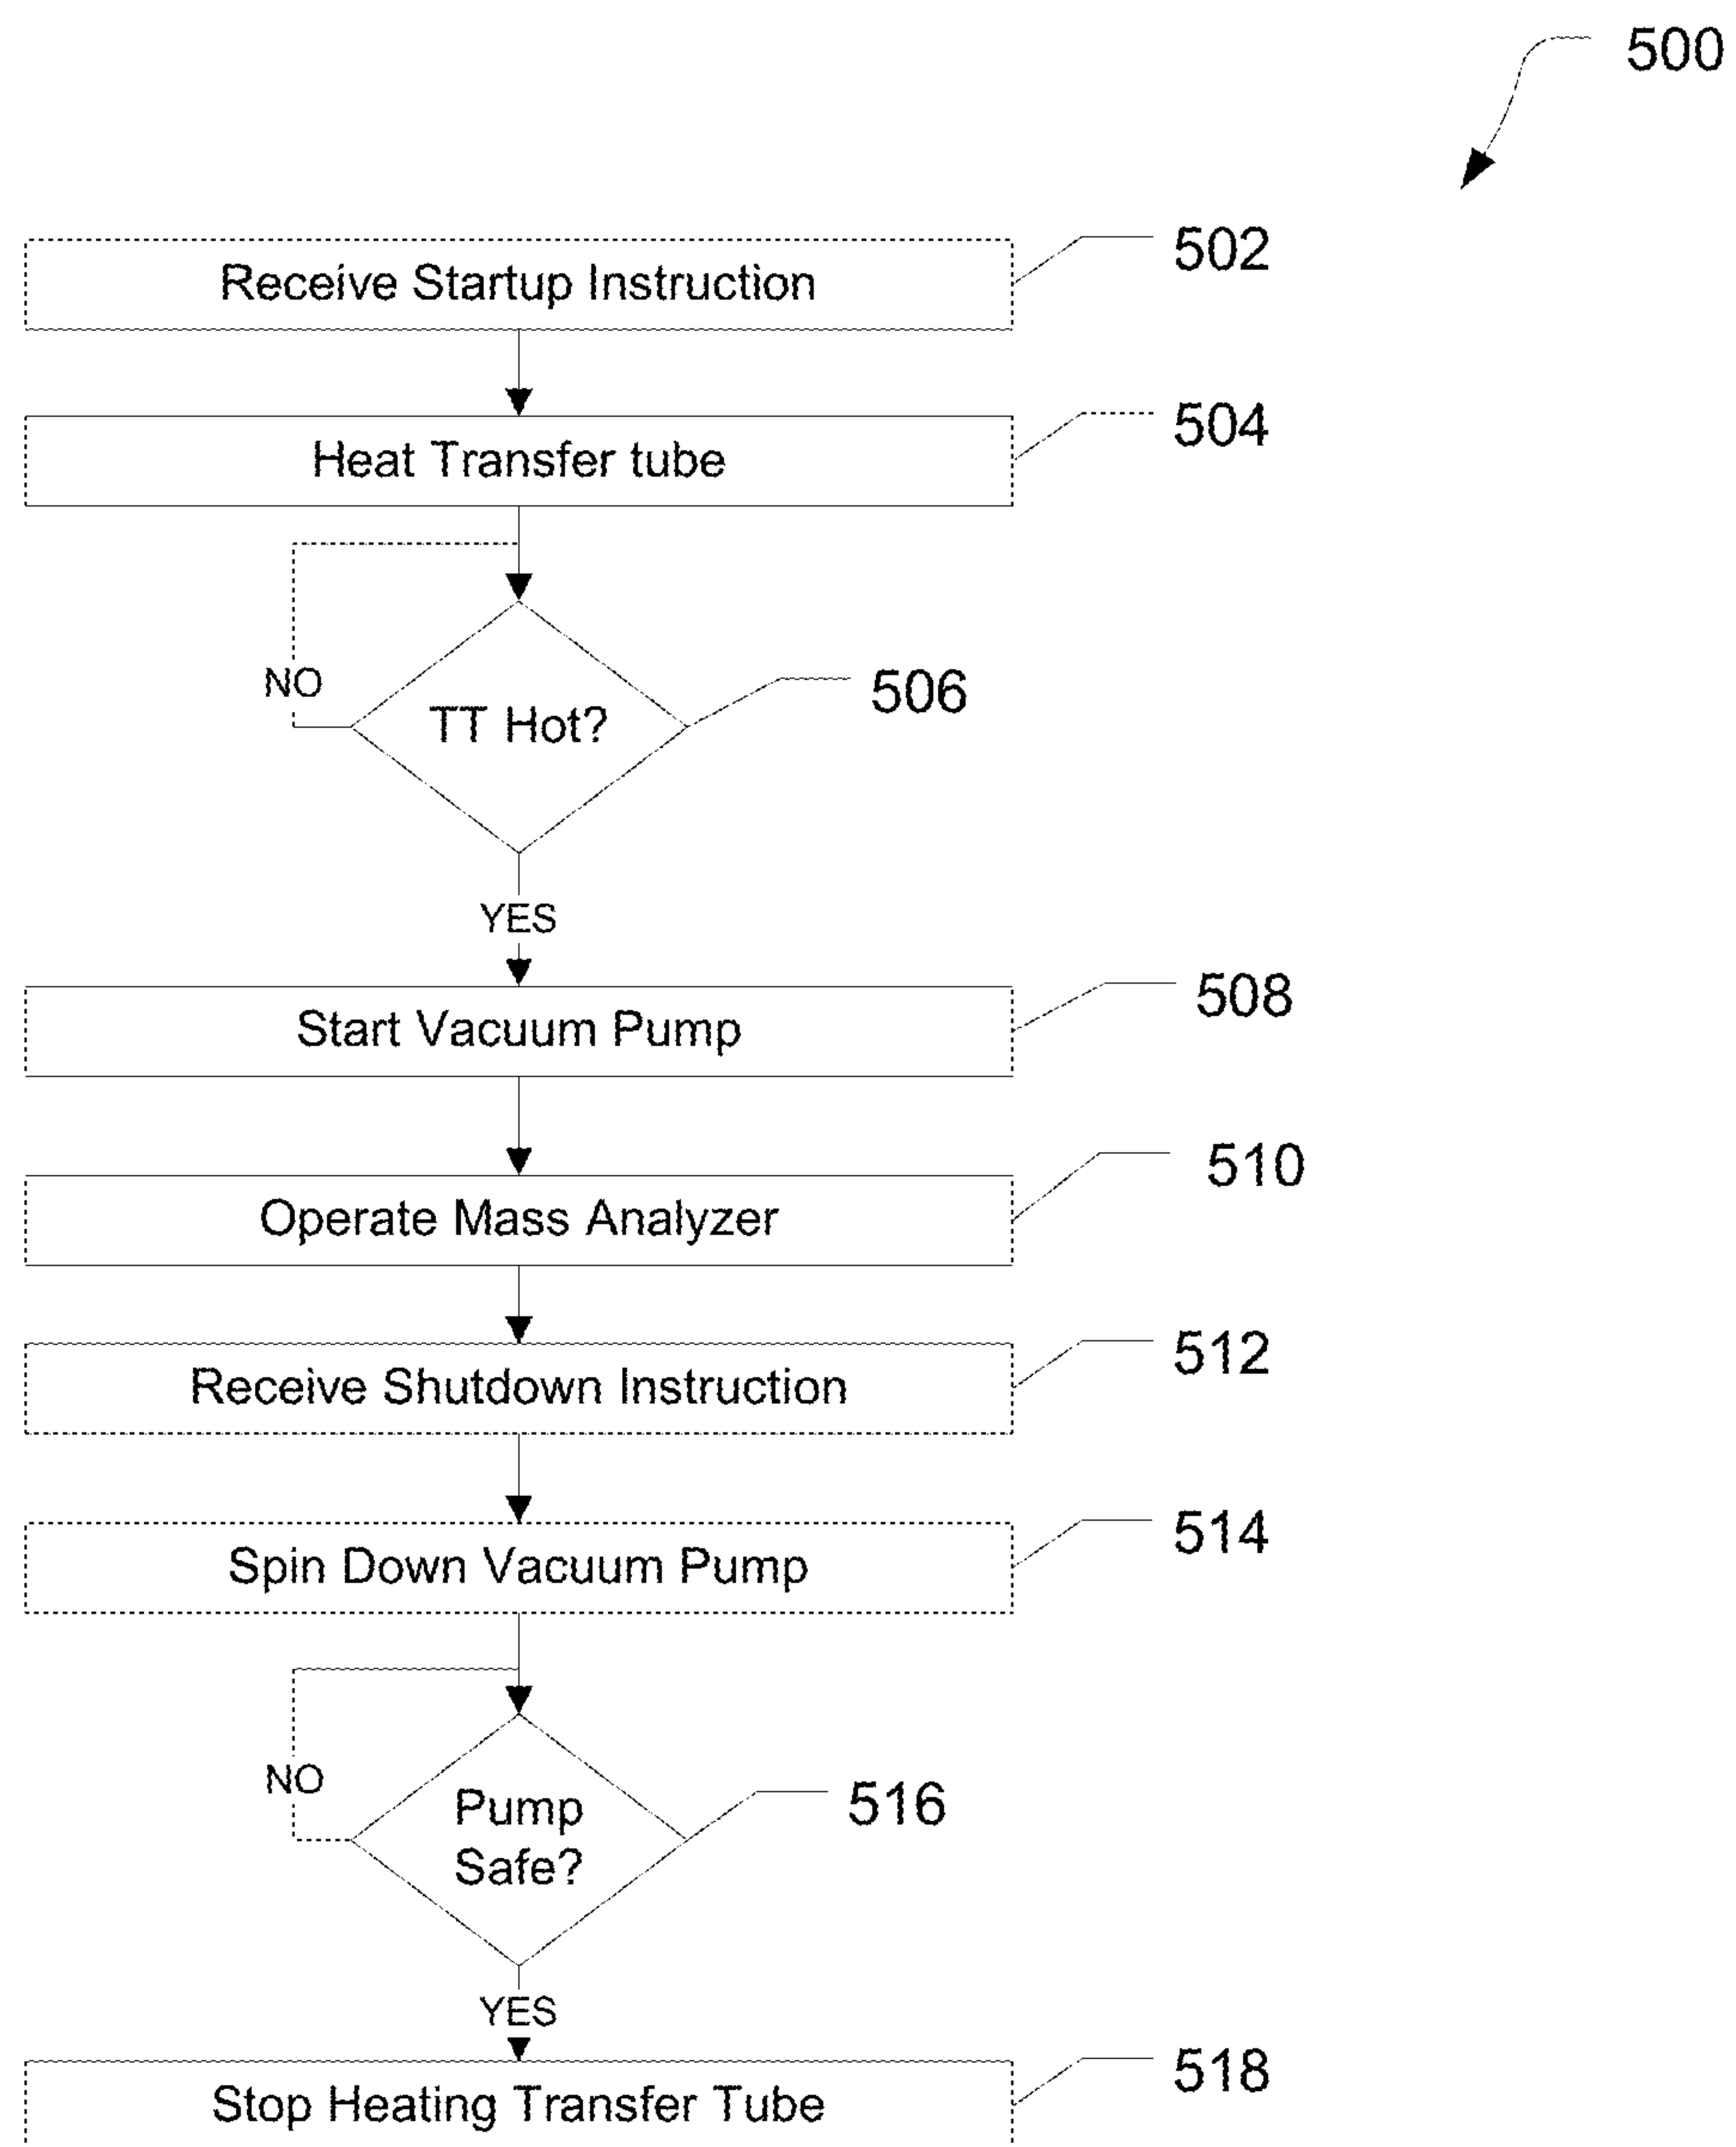 500
Receive Startup Instruction
502
Heat Transfer tube
504
NO
TT Hot?
506
YES
Start Vacuum Pump
508
Operate Mass Analyzer
510
Receive Shutdown Instruction
512
Spin Down Vacuum Pump
514
NO
Pump
Safe?
516
YES
Stop Heating Transfer Tube
518